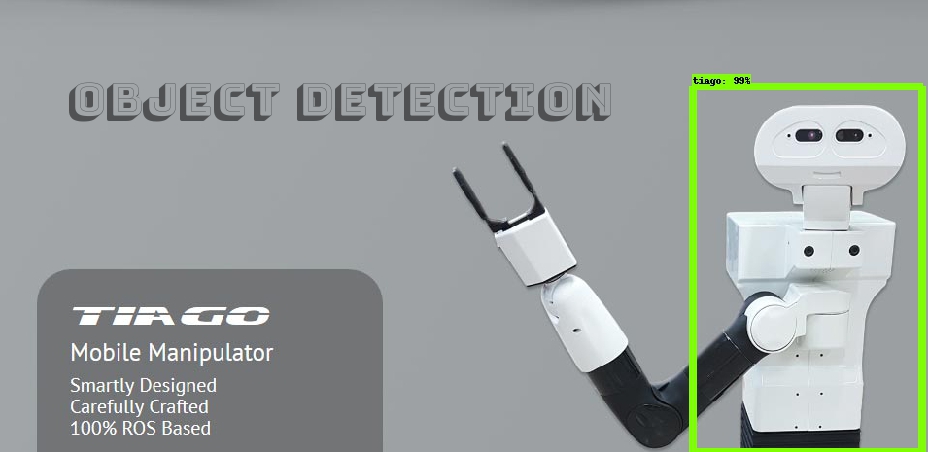 tiago: 99%
OBJECT DETECTION
TIAGO
Mobile Manipulator
Smartly Designed
Carefully Crafted
100% ROS Based